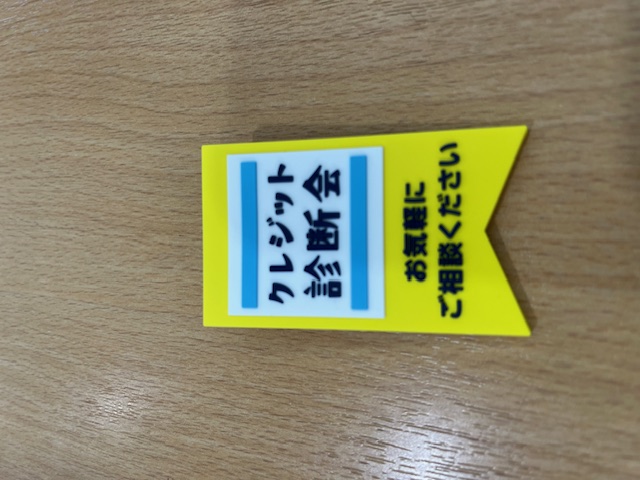 クレジット
診断会
お気軽に
ご相談ください